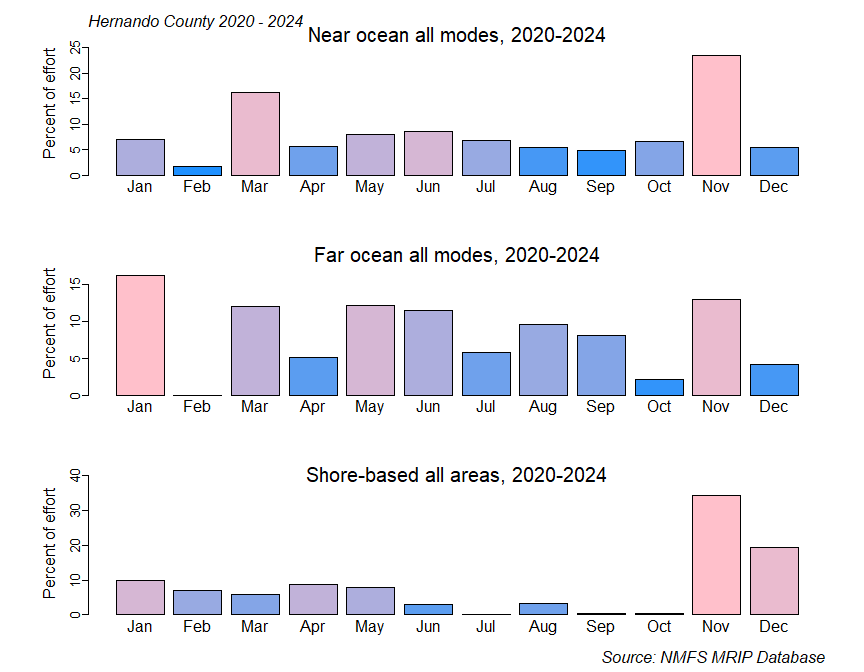 Hernando County 2020 - 2024
Near ocean all modes, 2020-2024
Percent of effort
0 5 10 15 20 25
Jan Feb Mar Apr May Jun Jul Aug Sep Oct Nov Dec
Far ocean all modes, 2020-2024
Percent of effort
0 5 10 15
Jan Feb Mar Apr May Jun Jul Aug Sep Oct Nov Dec
Shore-based all areas, 2020-2024
Percent of effort
0 10 20 30 40
Jan Feb Mar Apr May Jun Jul Aug Sep Oct Nov Dec
Source: NMFS MRIP Database